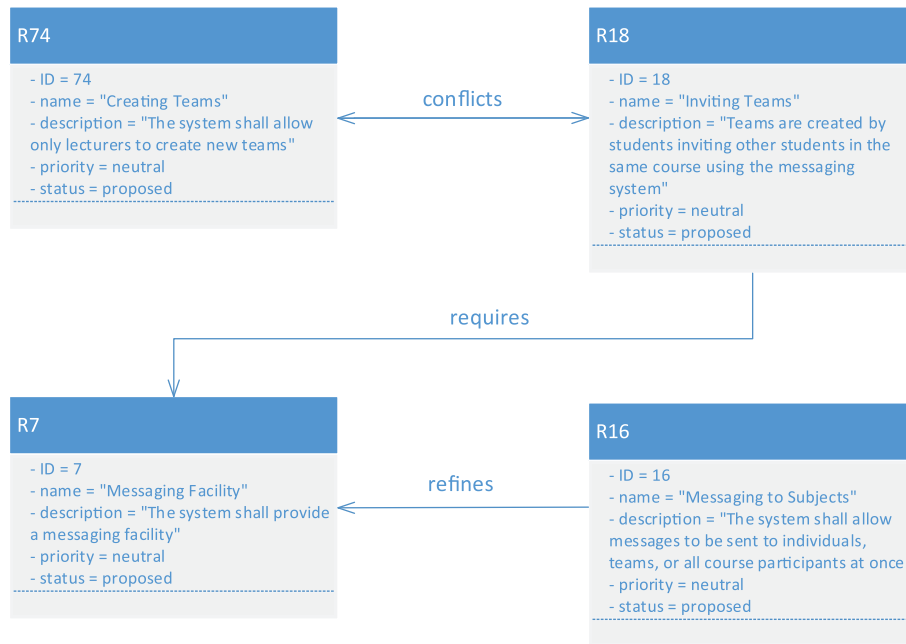 R74
- ID = 74
- name = "Creating Teams"
- description = "The system shall allow
only lecturers to create new teams"
- priority = neutral
- status = proposed
conflicts
R18
- ID = 18
- name = "Inviting Teams"
- description = "Teams are created by
students inviting other students in the
same course using the messaging
system"
- priority = neutral
- status = proposed
requires
R7
- ID = 7
- name = "Messaging Facility"
- description = "The system shall provide
a messaging facility"
- priority = neutral
- status = proposed
refines
R16
- ID = 16
- name = "Messaging to Subjects"
- description = "The system shall allow
messages to be sent to individuals,
teams, or all course participants at once
- priority = neutral
- status = proposed